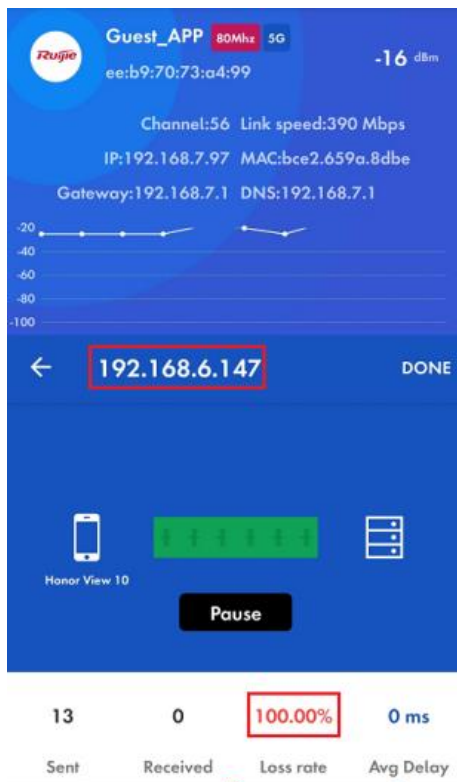 Ruijie
Guest_APP 80Mhz 5G
-16 dBm
ee:b9:70:73:a4:99
Channel:56 Link speed:390 Mbps
IP:192.168.7.97 MAC:bce2.659a.8dbe
Gateway:192.168.7.1 DNS:192.168.7.1
-20
-40
-60
-80
-100
192.168.6.147 DONE
Honor View 10
Pause
13 0 100.00% 0 ms
Sent Received Loss rate Avg Delay